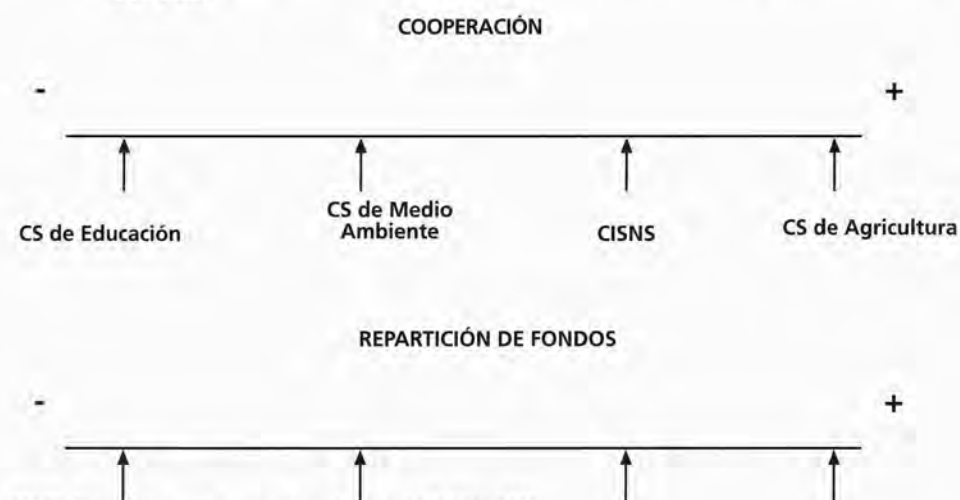 COOPERACIÓN
- +
CS de Educación
CS de Medio
Ambiente
CISNS
CS de Agricultura
REPARTICIÓN DE FONDOS
- +